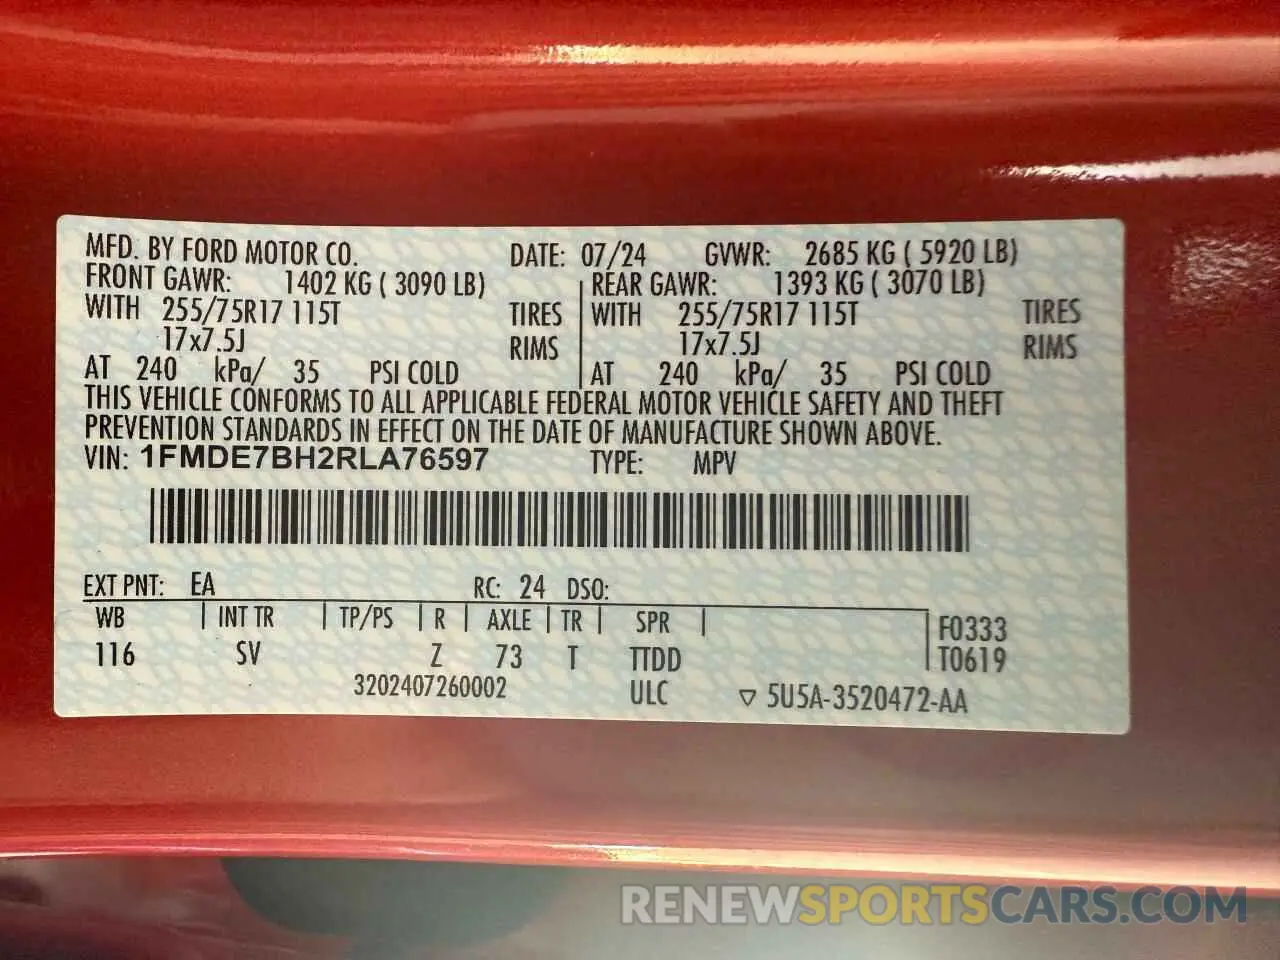 MFD. BY FORD MOTOR CO. DATE: 07/24 GVWR: 2685 KG ( 5920 LB)
FRONT GAWR: 1402 KG ( 3090 LB) REAR GAWR: 1393 KG ( 3070 LB)
WITH 255/75R17 115T TIRES WITH 255/75R17 115T TIRES
17x7.5J RIMS 17x7.5J RIMS
AT 240 kPa/ 35 PSI COLD AT 240 kPa/ 35 PSI COLD
THIS VEHICLE CONFORMS TO ALL APPLICABLE FEDERAL MOTOR VEHICLE SAFETY AND THEFT
PREVENTION STANDARDS IN EFFECT ON THE DATE OF MANUFACTURE SHOWN ABOVE.
VIN: 1FMDE7BH2RLA76597 TYPE: MPV
EXT PNT: EA RC: 24 DSO:
WB INT TR TP/PS R AXLE TR SPR F0333
116 SV Z 73 T TTDD T0619
3202407260002 ULC ▽ 5U5A-3520472-AA
RENEWSPORTSCARS.COM